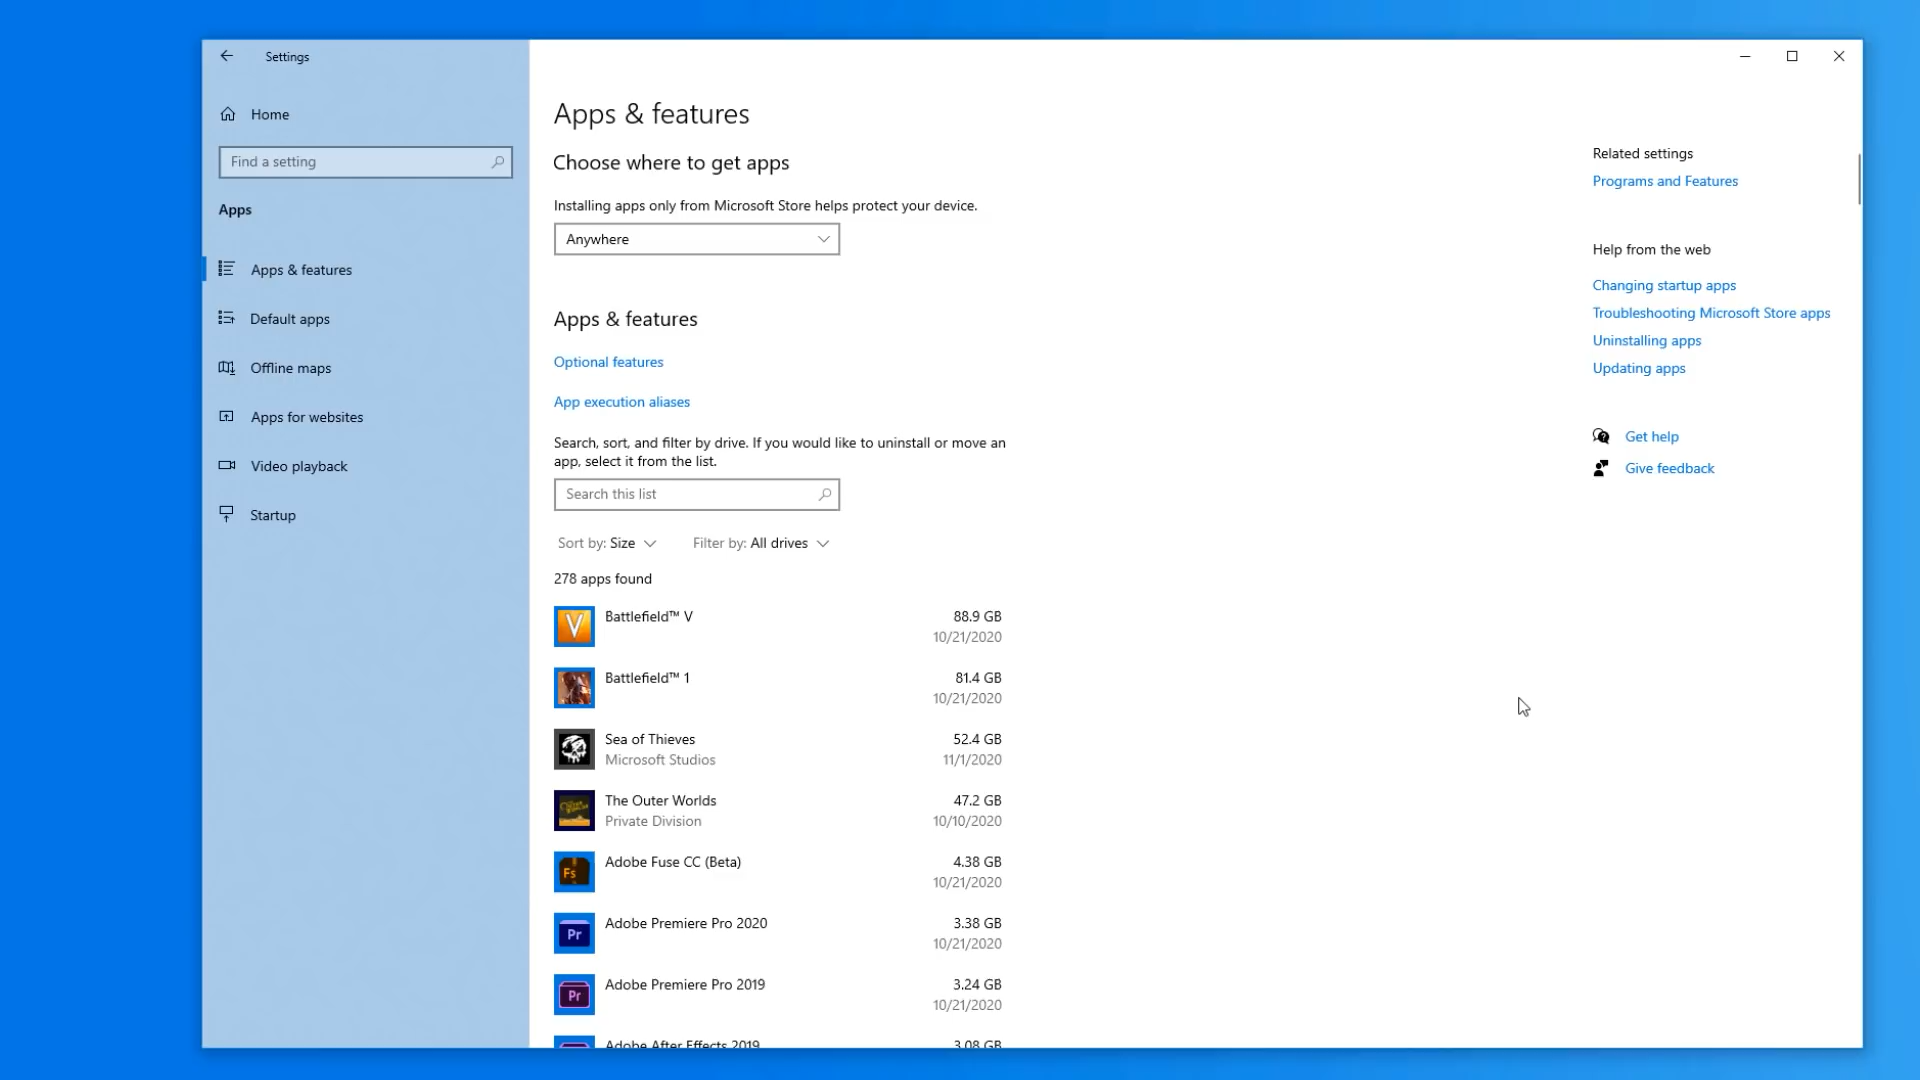 Settings
Home
Find a setting
Apps
Apps & features
Default apps
Offline maps
Apps for websites
Video playback
Startup
Apps & features
Choose where to get apps
Installing apps only from Microsoft Store helps protect your device.
Anywhere
Apps & features
Optional features
App execution aliases
Search, sort, and filter by drive. If you would like to uninstall or move an
app, select it from the list.
Search this list
Sort by: Size Filter by: All drives
278 apps found
V
Battlefield™ V 88.9 GB
10/21/2020
Battlefield™ 1 81.4 GB
10/21/2020
Sea of Thieves 52.4 GB
Microsoft Studios 11/1/2020
The Outer Worlds 47.2 GB
Private Division 10/10/2020
Fs
Adobe Fuse CC (Beta) 4.38 GB
10/21/2020
Pr
Adobe Premiere Pro 2020 3.38 GB
10/21/2020
Pr
Adobe Premiere Pro 2019 3.24 GB
10/21/2020
Adobe After Effects 2019 3.08 GB
Related settings
Programs and Features
Help from the web
Changing startup apps
Troubleshooting Microsoft Store apps
Uninstalling apps
Updating apps
Get help
Give feedback